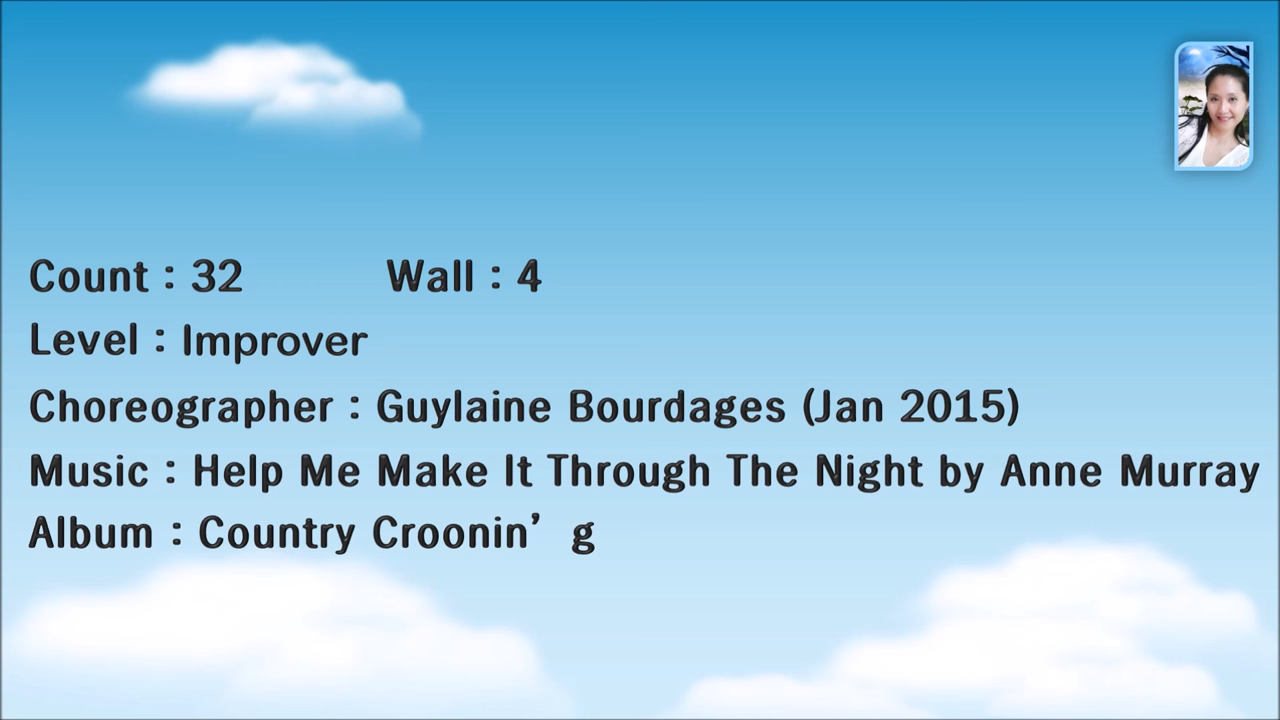 Count : 32 Wall : 4
Level : Improver
Choreographer : Guylaine Bourdages (Jan 2015)
Music : Help Me Make It Through The Night by Anne Murray
Album : Country Croonin’ g